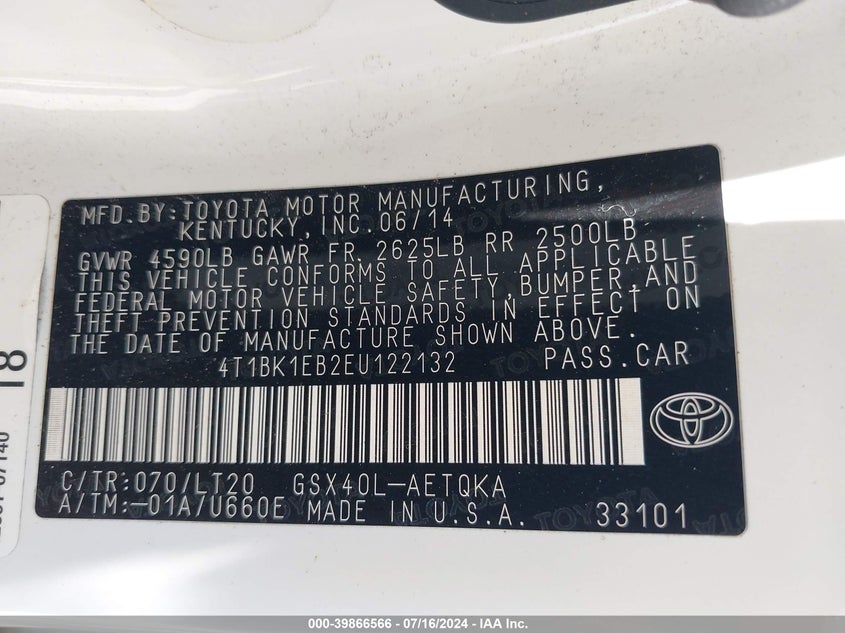 MFD. BY: TOYOTA MOTOR MANUFACTURING,
KENTUCKY, INC. 06/14
GVWR 4590LB GAWR FR. 2625LB RR 2500LB
THIS VEHICLE CONFORMS TO ALL APPLICABLE
FEDERAL MOTOR VEHICLE SAFETY, BUMPER, AND
THEFT PREVENTION STANDARDS IN EFFECT ON
THE DATE OF MANUFACTURE SHOWN ABOVE.
4T1BK1EB2EU122132 PASS. CAR
C/TR: 070/LT20 GSX40L-AETQKA
A/TM:-01A/U660E MADE IN U.S.A. 33101
18
000-39866566 - 07/16/2024 - IAA Inc.